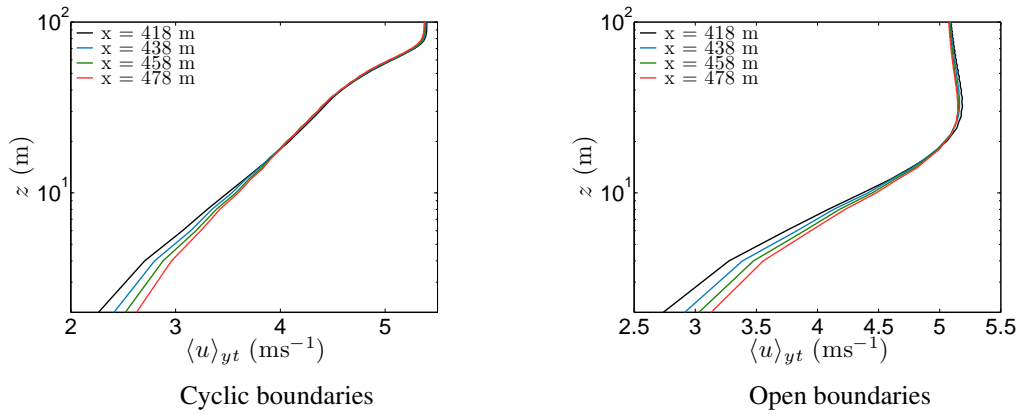 10²
x = 418 m
x = 438 m
x = 458 m
x = 478 m
z (m)
10¹
2 3 4 5
⟨u⟩yt (ms⁻¹)
Cyclic boundaries
10²
x = 418 m
x = 438 m
x = 458 m
x = 478 m
z (m)
10¹
2.5 3 3.5 4 4.5 5 5.5
⟨u⟩yt (ms⁻¹)
Open boundaries